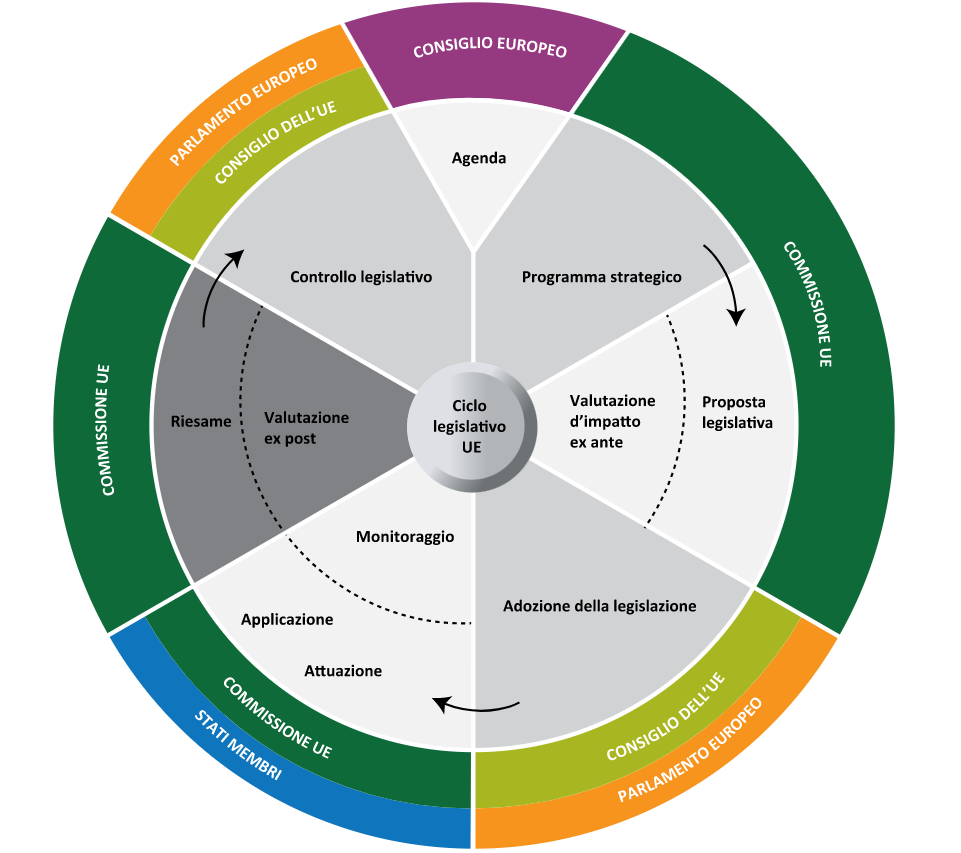 CONSIGLIO EUROPEO
PARLAMENTO EUROPEO
CONSIGLIO DELL'UE
Agenda
Controllo legislativo
Programma strategico
COMMISSIONE UE
COMMISSIONE UE
Riesame
Valutazione
ex post
Ciclo
legislativo
UE
Valutazione
d'impatto
ex ante
Proposta
legislativa
Monitoraggio
Adozione della legislazione
Applicazione
Attuazione
COMMISSIONE UE
STATI MEMBRI
CONSIGLIO DELL'UE
PARLAMENTO EUROPEO